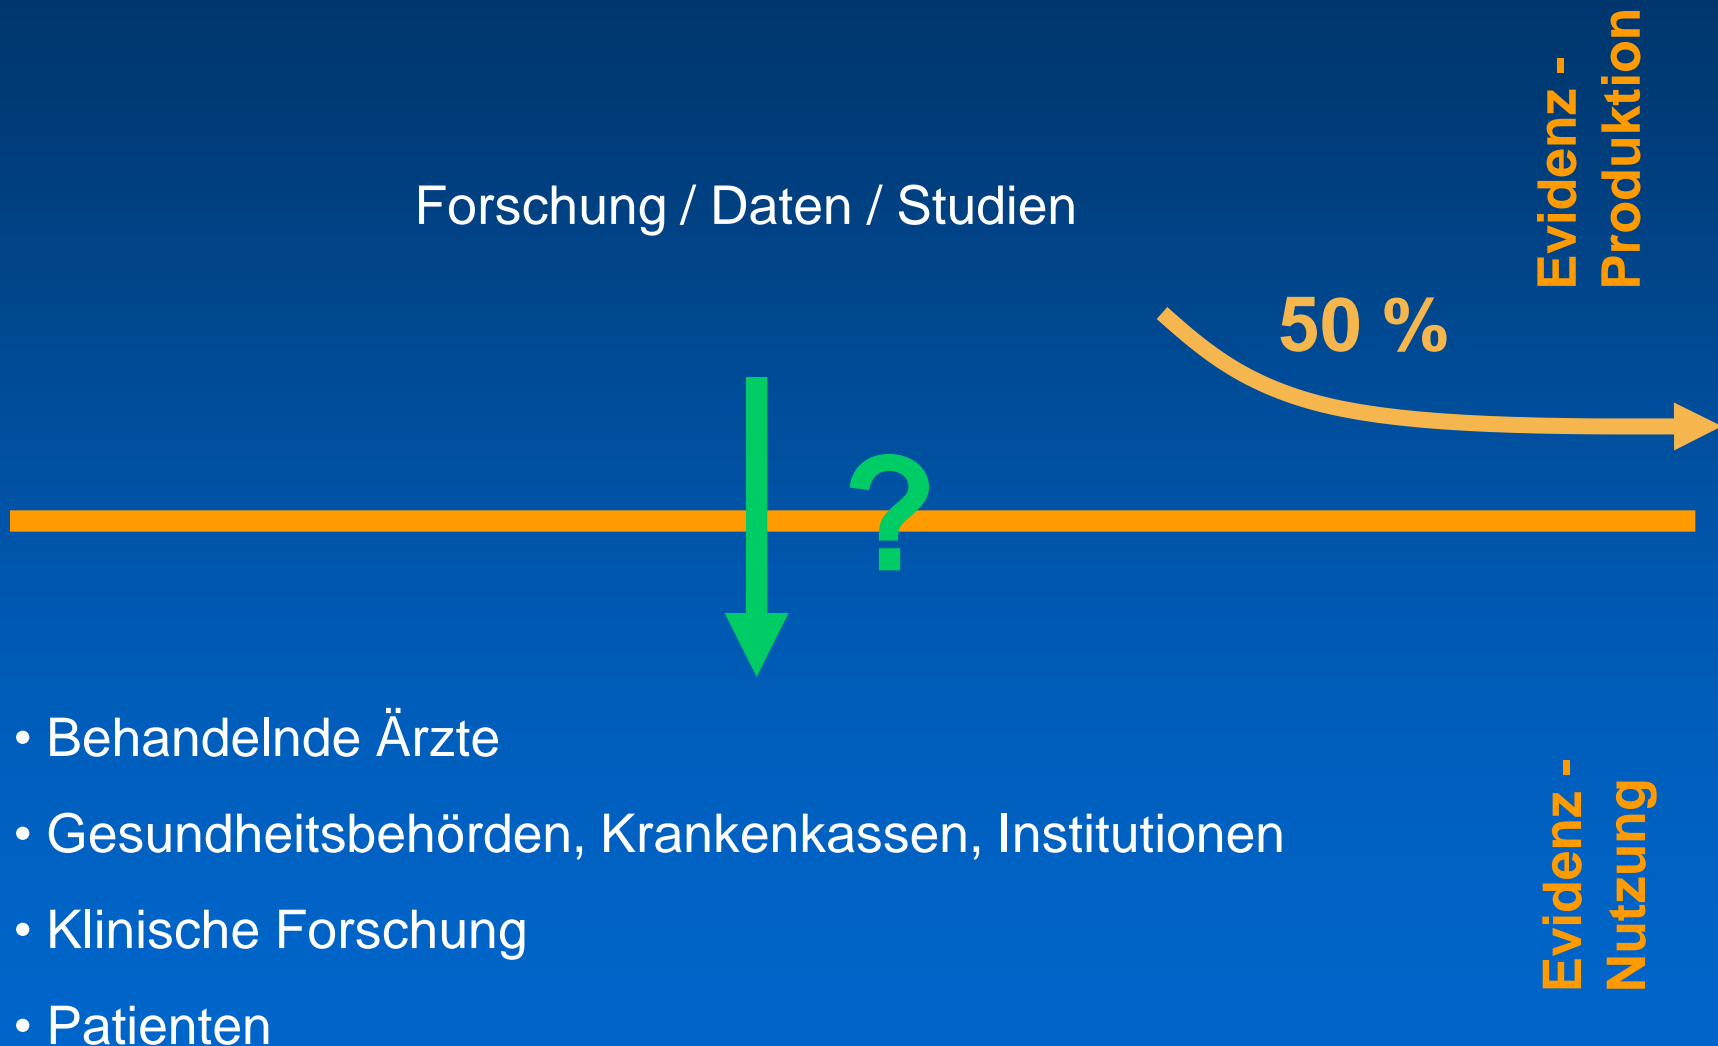 Evidenz -
Produktion
Forschung / Daten / Studien
50 %
?
• Behandelnde Ärzte
• Gesundheitsbehörden, Krankenkassen, Institutionen
• Klinische Forschung
• Patienten
Evidenz -
Nutzung